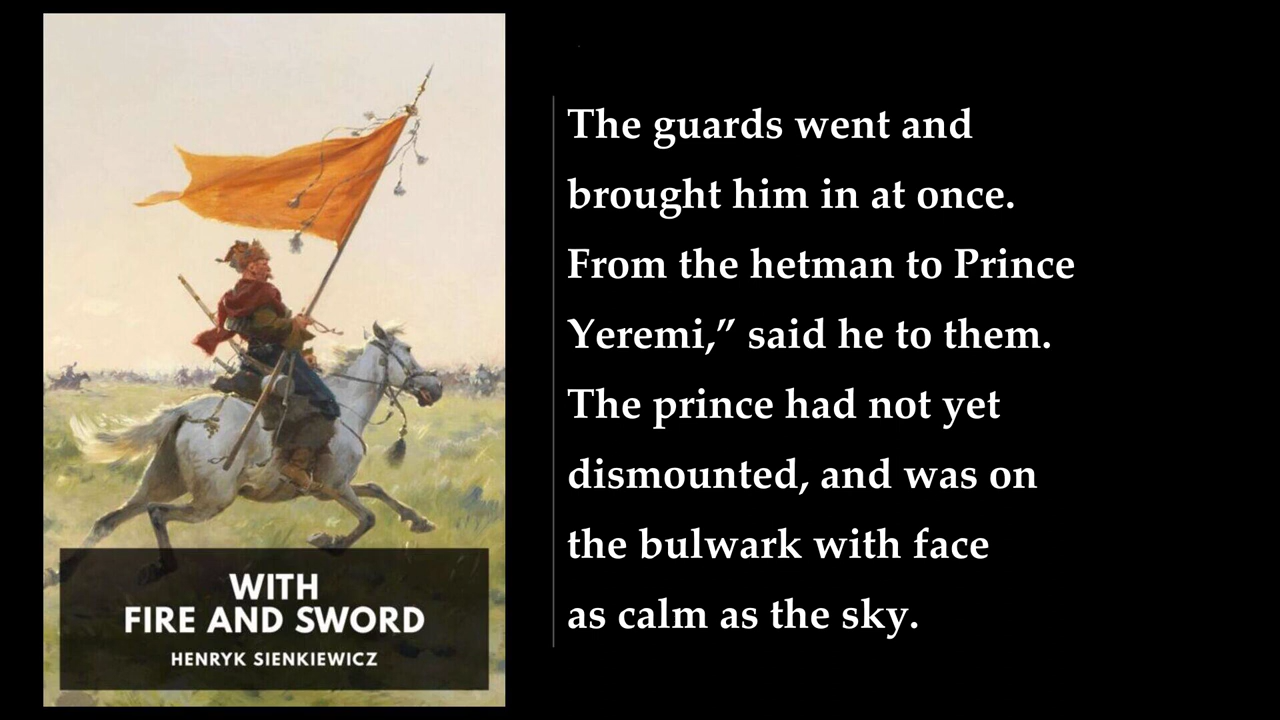 WITH
FIRE AND SWORD
HENRYK SIENKIEWICZ
The guards went and
brought him in at once.
From the hetman to Prince
Yeremi,” said he to them.
The prince had not yet
dismounted, and was on
the bulwark with face
as calm as the sky.